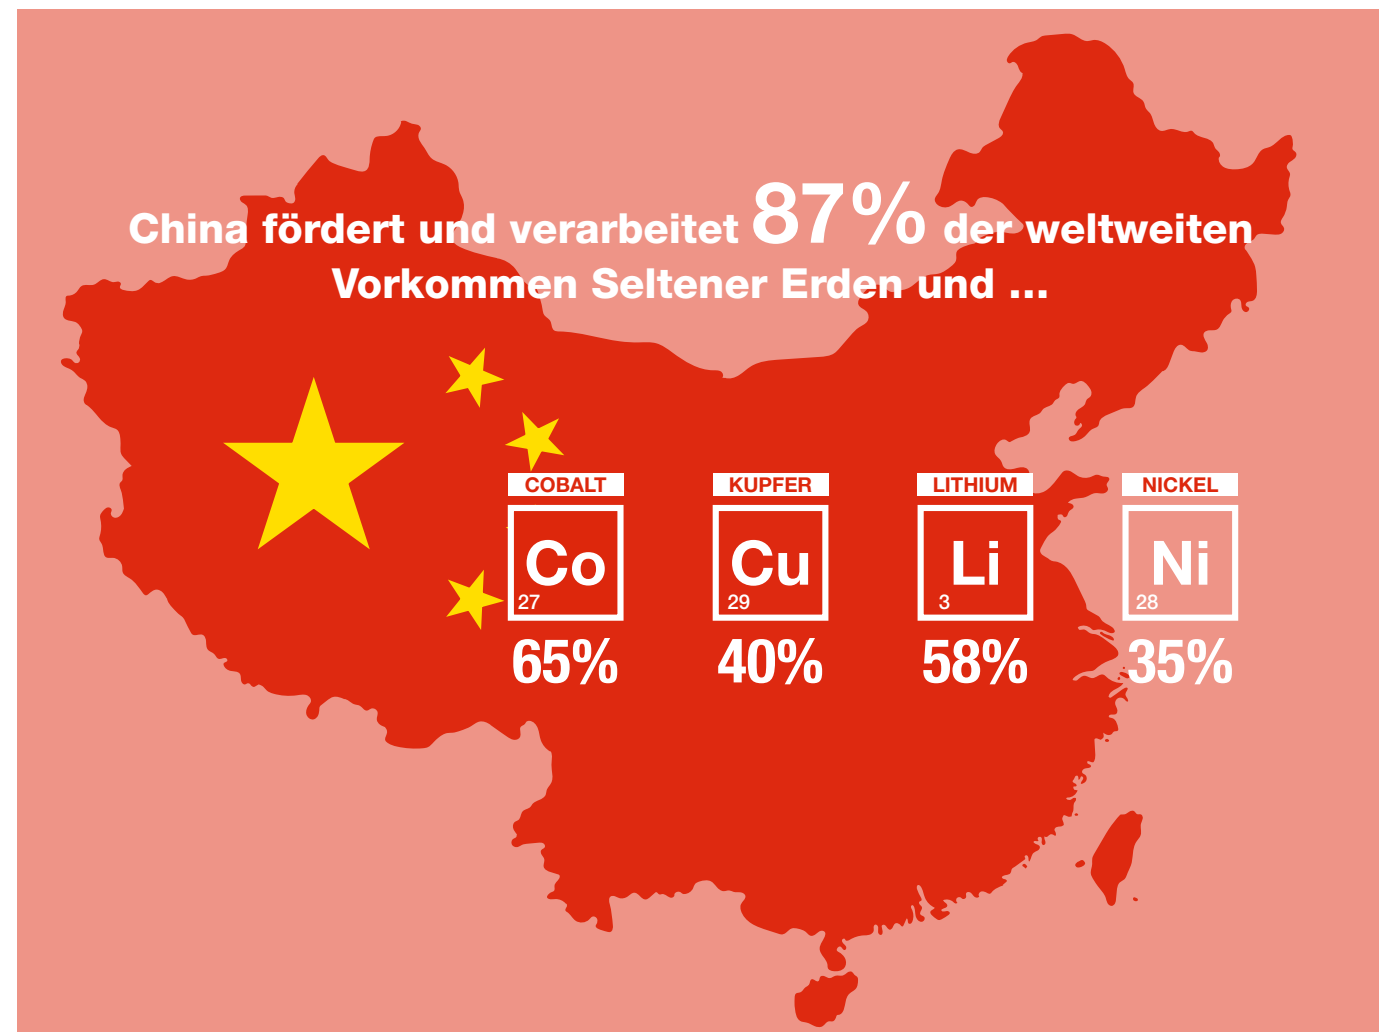 China fördert und verarbeitet 87% der weltweiten
Vorkommen Seltener Erden und ...
COBALT KUPFER LITHIUM NICKEL
Co Cu Li Ni
27 29 3 28
65% 40% 58% 35%